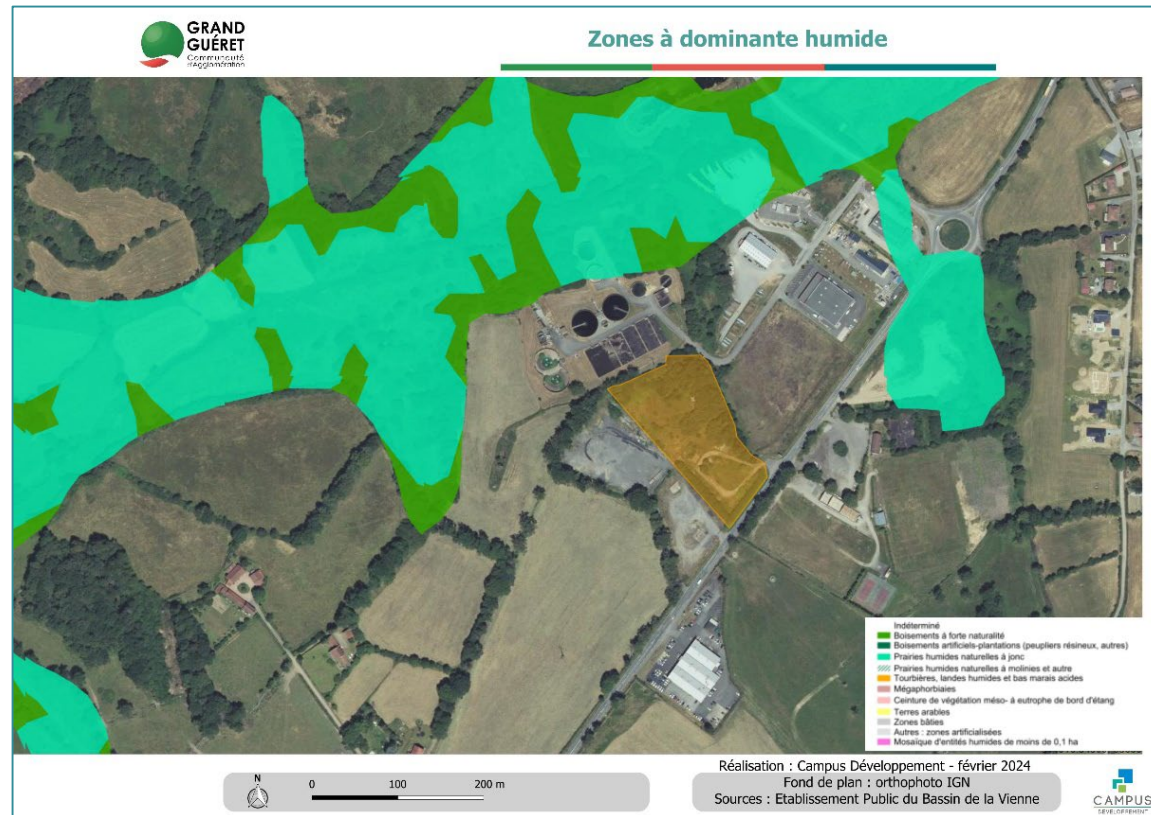 GRAND
GUÉRET
Communauté
d'Agglomération
Zones à dominante humide
Indéterminé
Boisements à forte naturalité
Boisements artificiels-plantations (peupliers résineux, autres)
Prairies humides naturelles à jonc
Prairies humides naturelles à molinies et autre
Tourbières, landes humides et bas marais acides
Mégaphorbiaies
Ceinture de végétation méso- à eutrophe de bord d'étang
Terres arables
Zones bâties
Autres : zones artificialisées
Mosaïque d'entités humides de moins de 0,1 ha
N
0 100 200 m
Réalisation : Campus Développement - février 2024
Fond de plan : orthophoto IGN
Sources : Etablissement Public du Bassin de la Vienne
CAMPUS
DÉVELOPPEMENT